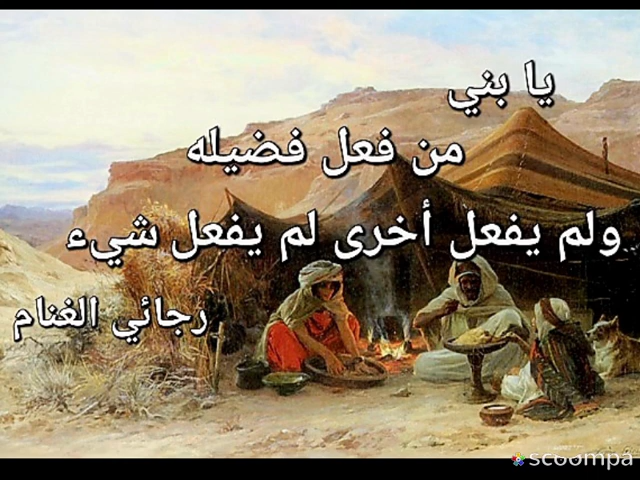 يا بني
من فعل فضيله
ولم يفعل أخرى لم يفعل شيء
رجائي الغنام
scoompa